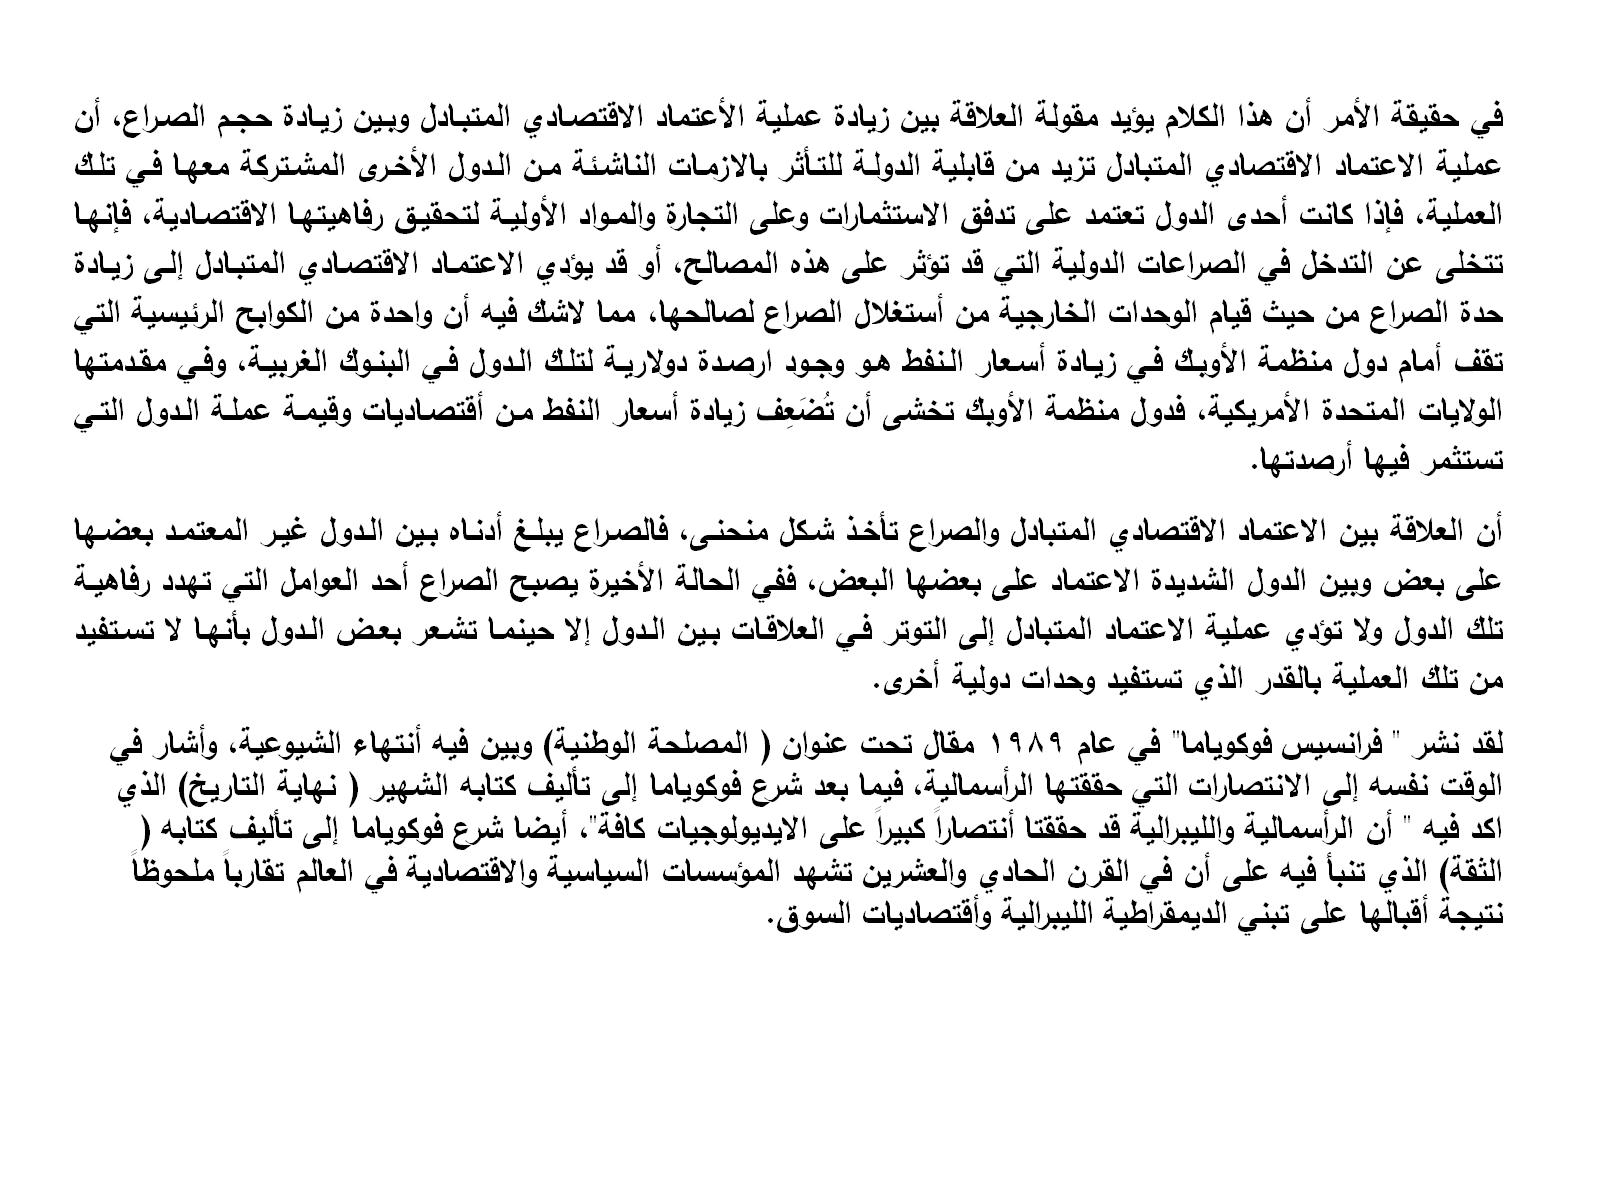 في حقيقة الأمر أن هذا الكلام يؤيد مقولة العلاقة بين زيادة عملية الأعتماد الاقتصادي المتبادل وبين زيادة حجم الصراع، أن
عملية الاعتماد الاقتصادي المتبادل تزيد من قابلية الدولة للتأثر بالازمات الناشئة من الدول الأخرى المشتركة معها في تلك
العملية، فإذا كانت أحدى الدول تعتمد على تدفق الاستثمارات وعلى التجارة والمواد الأولية لتحقيق رفاهيتها الاقتصادية، فإنها
تتخلى عن التدخل في الصراعات الدولية التي قد تؤثر على هذه المصالح، أو قد يؤدي الاعتماد الاقتصادي المتبادل إلى زيادة
حدة الصراع من حيث قيام الوحدات الخارجية من أستغلال الصراع لصالحها، مما لاشك فيه أن واحدة من الكوابح الرئيسية التي
تقف أمام دول منظمة الأوبك في زيادة أسعار النفط هو وجود ارصدة دولارية لتلك الدول في البنوك الغربية، وفي مقدمتها
الولايات المتحدة الأمريكية، فدول منظمة الأوبك تخشى أن تُضَعِف زيادة أسعار النفط من أقتصاديات وقيمة عملة الدول التي
تستثمر فيها أرصدتها.
أن العلاقة بين الاعتماد الاقتصادي المتبادل والصراع تأخذ شكل منحنى، فالصراع يبلغ أدناه بين الدول غير المعتمد بعضها
على بعض وبين الدول الشديدة الاعتماد على بعضها البعض، ففي الحالة الأخيرة يصبح الصراع أحد العوامل التي تهدد رفاهية
تلك الدول ولا تؤدي عملية الاعتماد المتبادل إلى التوتر في العلاقات بين الدول إلا حينما تشعر بعض الدول بأنها لا تستفيد
من تلك العملية بالقدر الذي تستفيد وحدات دولية أخرى.
لقد نشر " فرانسيس فوكوياما" في عام ١٩٨٩ مقال تحت عنوان ( المصلحة الوطنية) وبين فيه أنتهاء الشيوعية، وأشار في
الوقت نفسه إلى الانتصارات التي حققتها الرأسمالية، فيما بعد شرع فوكوياما إلى تأليف كتابه الشهير ( نهاية التاريخ) الذي
اكد فيه " أن الرأسمالية والليبرالية قد حققتا أنتصاراً كبيراً على الايديولوجيات كافة"، أيضا شرع فوكوياما إلى تأليف كتابه (
الثقة) الذي تنبأ فيه على أن في القرن الحادي والعشرين تشهد المؤسسات السياسية والاقتصادية في العالم تقارباً ملحوظاً
نتيجة أقبالها على تبني الديمقراطية الليبرالية وأقتصاديات السوق.